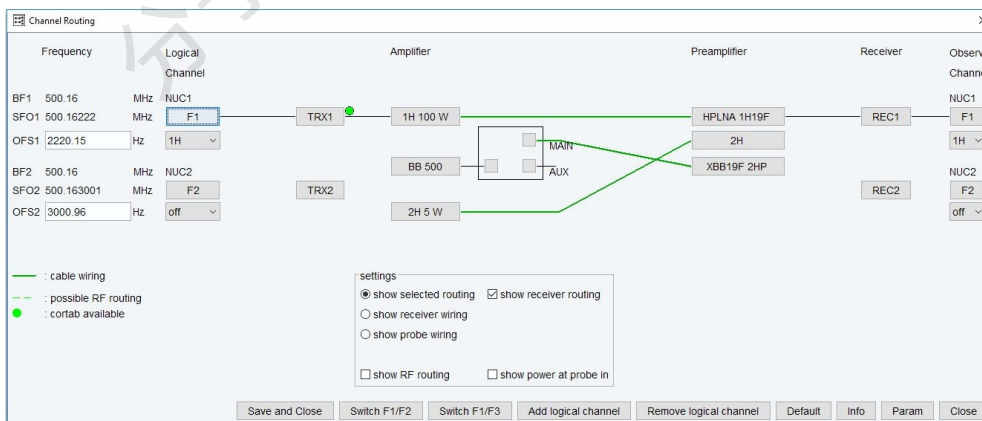 Channel Routing
Frequency Logical Channel Amplifier Preamplifier Receiver Observ Channe
BF1 500.16 MHz NUC1 NUC1
SFO1 500.16222 MHz F1 TRX1 1H 100 W HPLNA 1H19F REC1 F1
OFS1 2220.15 Hz 1H 2H 1H
MAIN
BB 500 AUX XBB19F 2HP
BF2 500.16 MHz NUC2 NUC2
SFO2 500.163001 MHz F2 TRX2 REC2 F2
OFS2 3000.96 Hz off 2H 5 W off
: cable wiring
: possible RF routing
: cortab available
settings
show selected routing show receiver routing
show receiver wiring
show probe wiring
show RF routing show power at probe in
Save and Close Switch F1/F2 Switch F1/F3 Add logical channel Remove logical channel Default Info Param Close